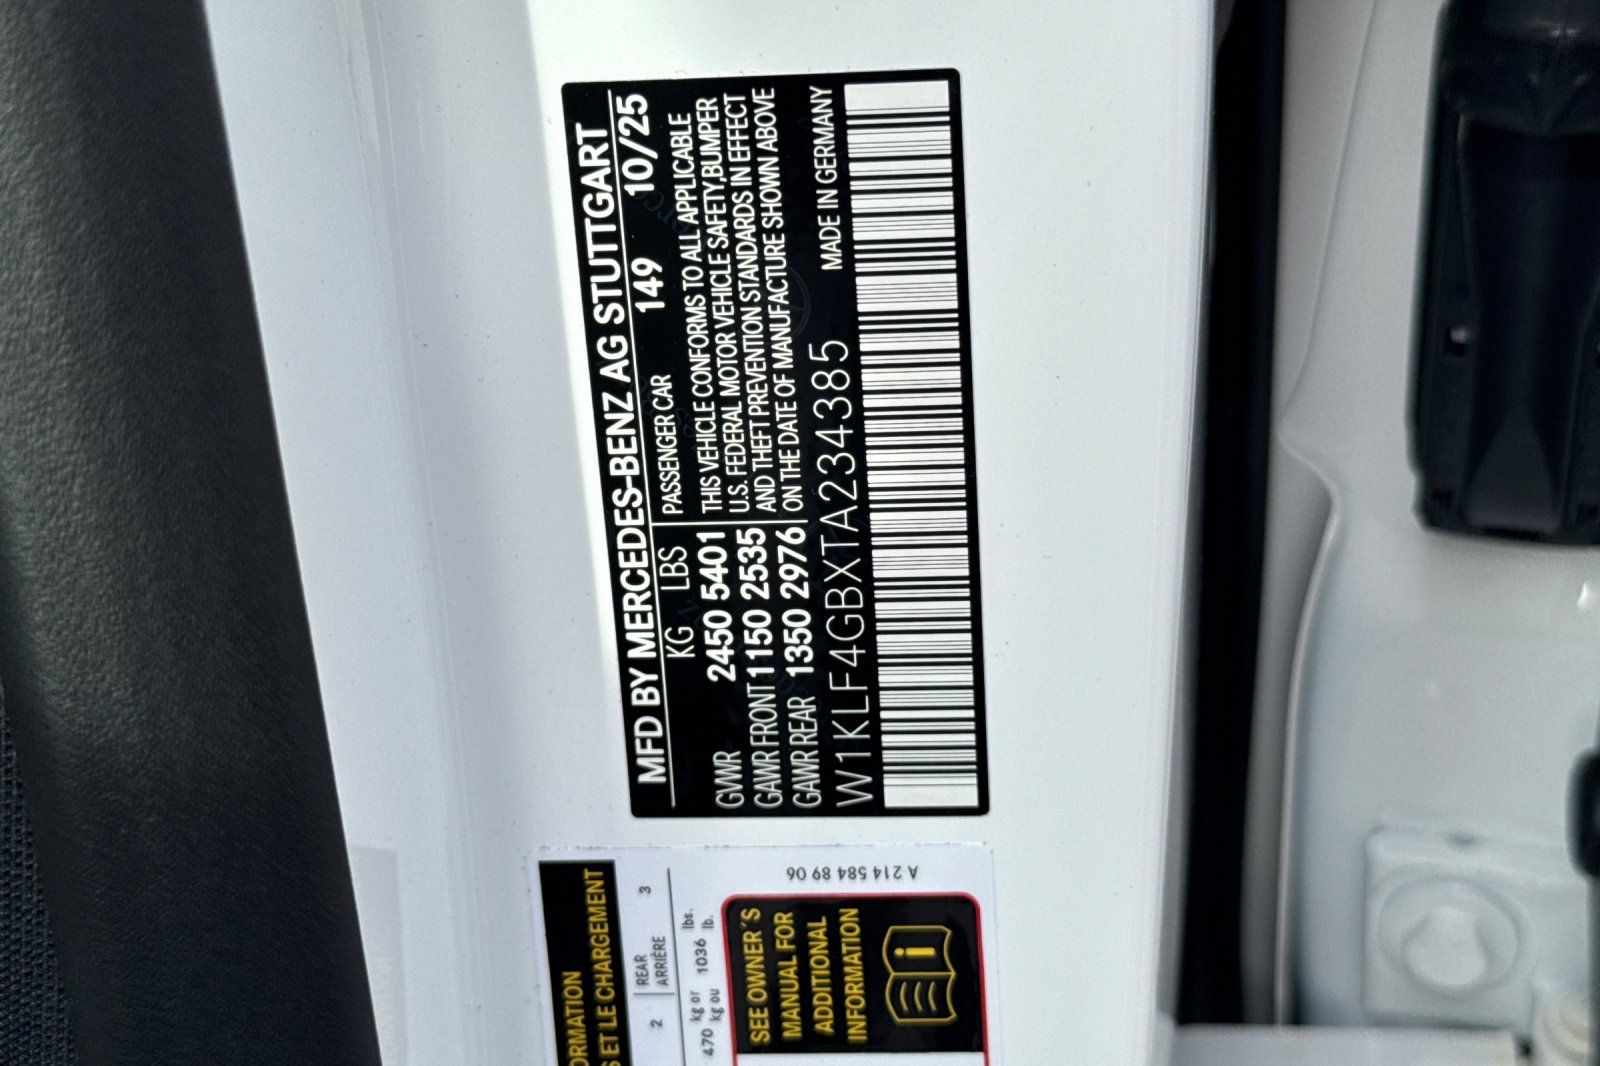 MFD BY MERCEDES-BENZ AG STUTTGART
KG LBS
149 10/25
PASSENGER CAR
GVWR 2450 5401
GAWR FRONT 1150 2535
GAWR REAR 1350 2976
THIS VEHICLE CONFORMS TO ALL APPLICABLE
U.S. FEDERAL MOTOR VEHICLE SAFETY,BUMPER
AND THEFT PREVENTION STANDARDS IN EFFECT
ON THE DATE OF MANUFACTURE SHOWN ABOVE
MADE IN GERMANY
W1KLF4GBXTA234385
ET LE CHARGEMENT
2 REAR 3
ARRIÈRE
470 kg or 1036 lbs.
kg ou lb.
SEE OWNER'S
MANUAL FOR
ADDITIONAL
INFORMATION
A 214 584 89 06